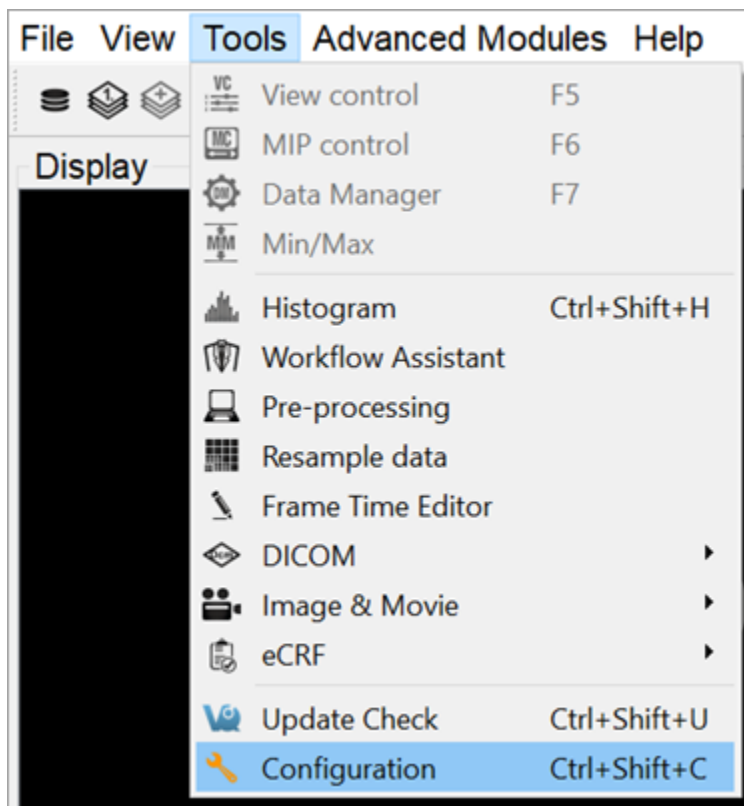 File View Tools Advanced Modules Help
1
Display
VC View control F5
MC MIP control F6
DM Data Manager F7
MM Min/Max
Histogram Ctrl+Shift+H
Workflow Assistant
Pre-processing
Resample data
Frame Time Editor
Dcm DICOM
Image & Movie
eCRF
Update Check Ctrl+Shift+U
Configuration Ctrl+Shift+C